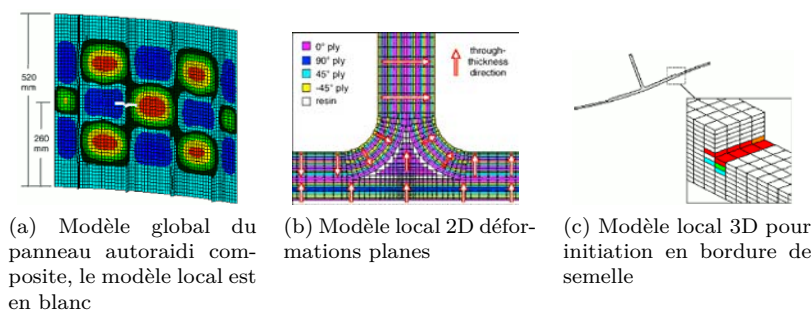 520
mm
260
mm
0° ply
90° ply
45° ply
-45° ply
resin
through-
thickness
direction
(a) Modèle global du
panneau autoraidi com-
posite, le modèle local est
en blanc
(b) Modèle local 2D défor-
mations planes
(c) Modèle local 3D pour
initiation en bordure de
semelle